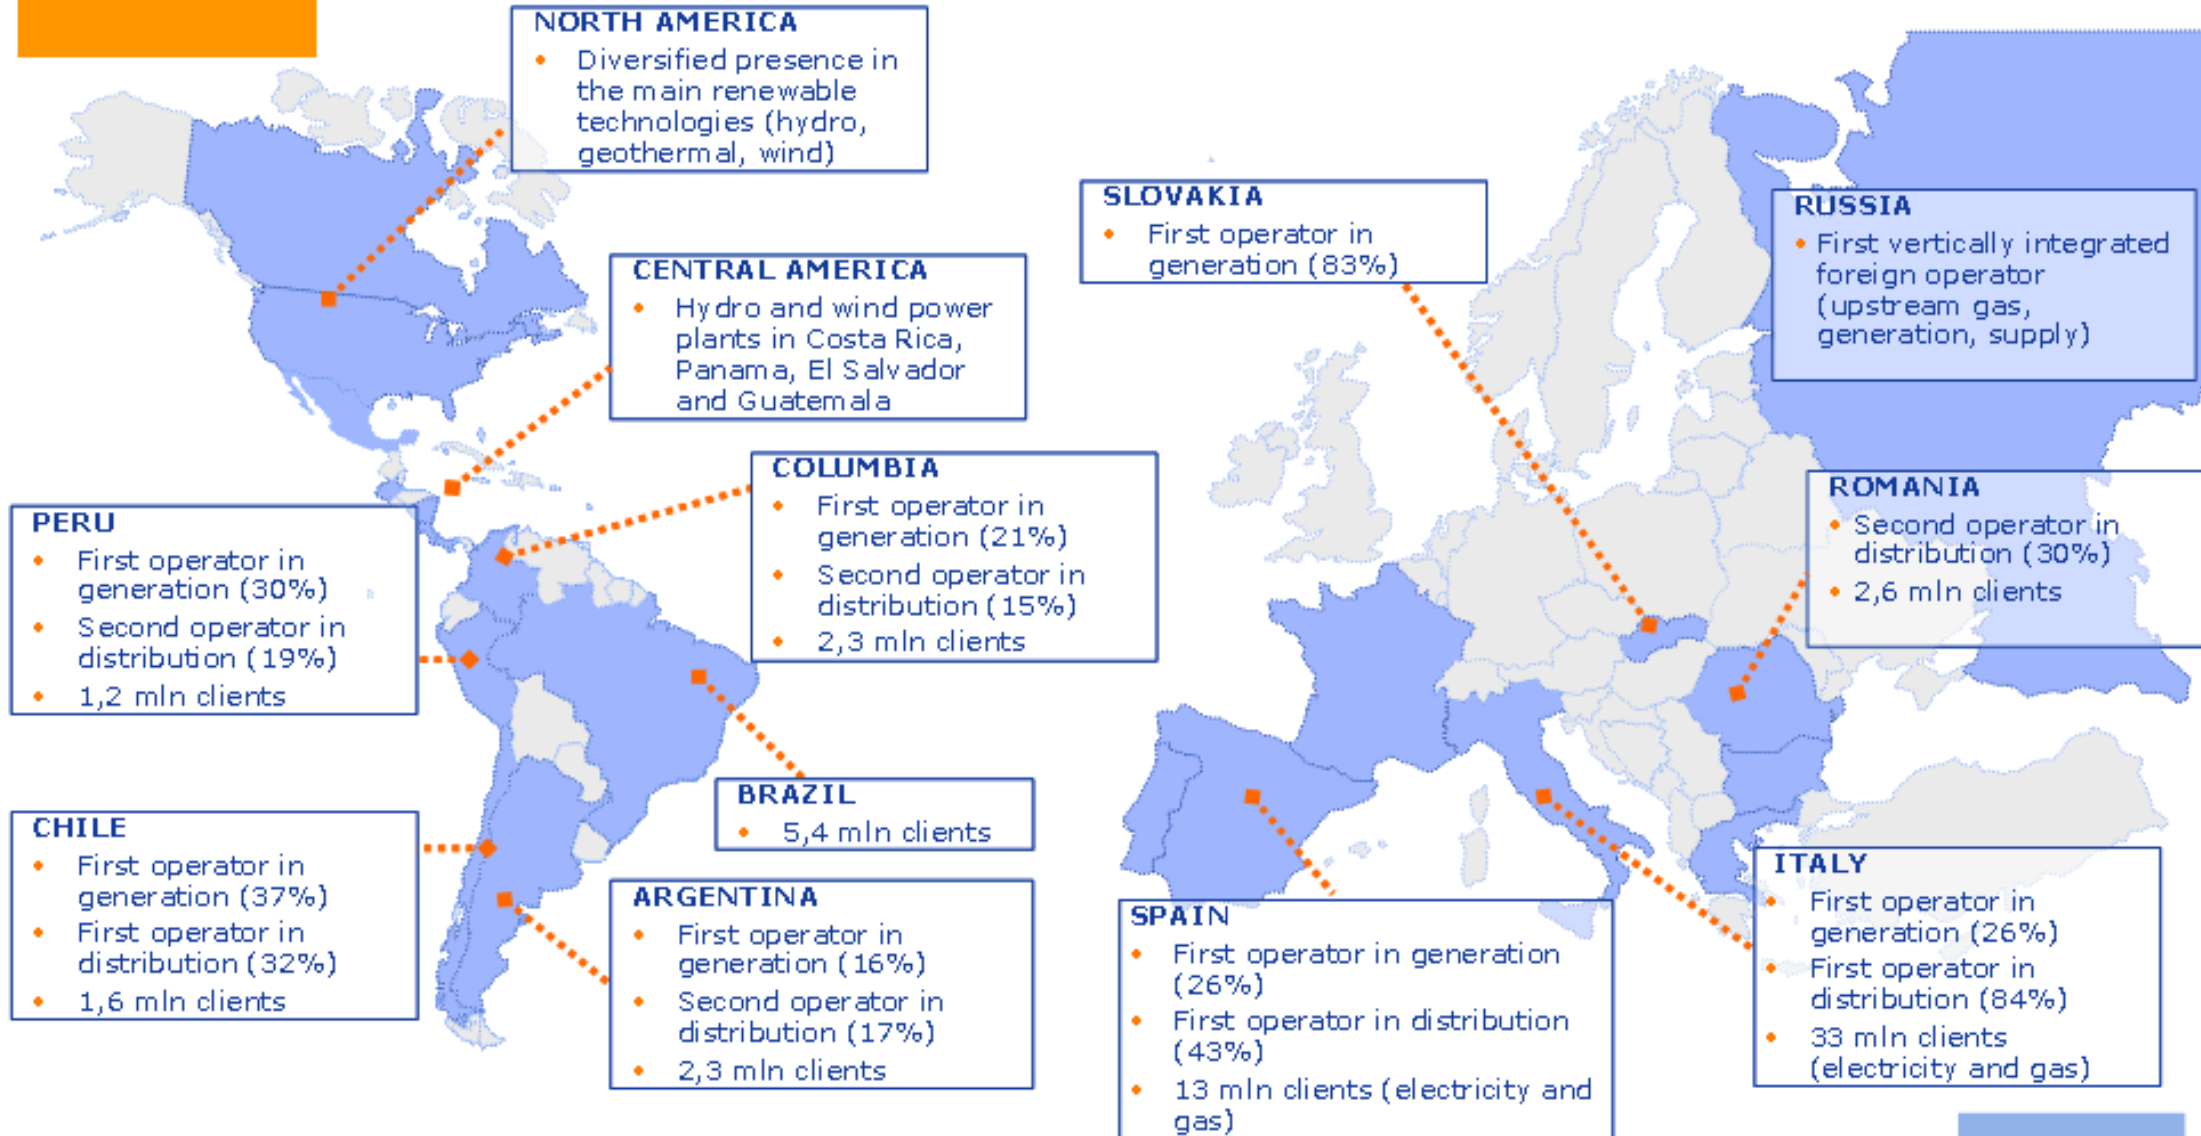 NORTH AMERICA
• Diversified presence in
the main renewable
technologies (hydro,
geothermal, wind)
CENTRAL AMERICA
• Hydro and wind power
plants in Costa Rica,
Panama, El Salvador
and Guatemala
COLUMBIA
• First operator in
generation (21%)
• Second operator in
distribution (15%)
• 2,3 mln clients
PERU
• First operator in
generation (30%)
• Second operator in
distribution (19%)
• 1,2 mln clients
BRAZIL
• 5,4 mln clients
CHILE
• First operator in
generation (37%)
• First operator in
distribution (32%)
• 1,6 mln clients
ARGENTINA
• First operator in
generation (16%)
• Second operator in
distribution (17%)
• 2,3 mln clients
SLOVAKIA
• First operator in
generation (83%)
RUSSIA
• First vertically integrated
foreign operator
(upstream gas,
generation, supply)
ROMANIA
• Second operator in
distribution (30%)
• 2,6 mln clients
SPAIN
• First operator in generation
(26%)
• First operator in distribution
(43%)
• 13 mln clients (electricity and
gas)
ITALY
• First operator in
generation (26%)
• First operator in
distribution (84%)
• 33 mln clients
(electricity and gas)